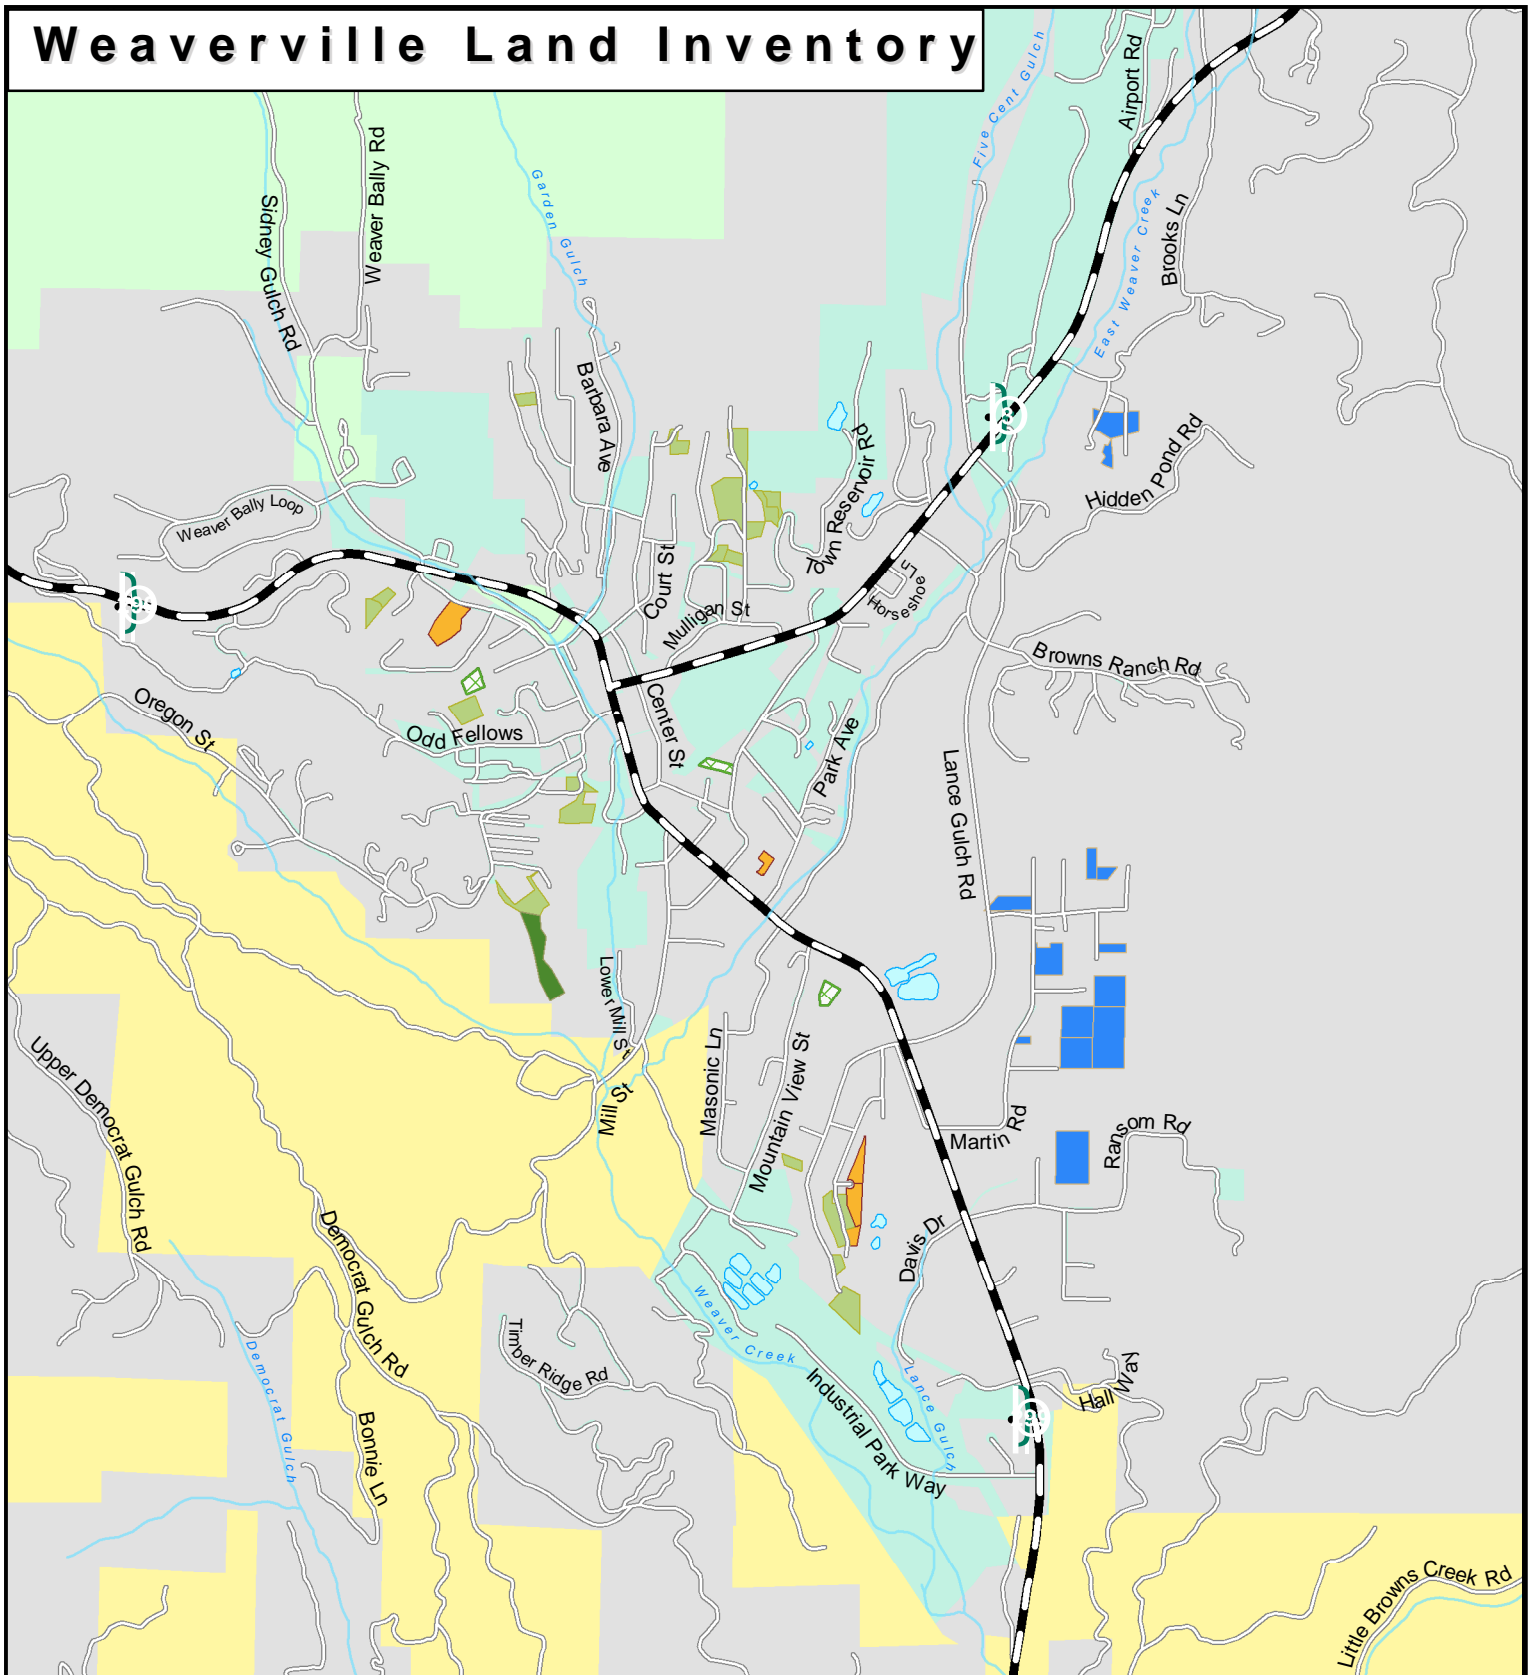 Weaverville Land Inventory
Five Cent Gulch
Airport Rd
Weaver Bally Rd
Sidney Gulch Rd
Garden Gulch
East Weaver Creek
Brooks Ln
Barbara Ave
3
Town Reservoir Rd
Hidden Pond Rd
Weaver Bally Loop
Court St
Mulligan St
Horseshoe Ln
Browns Ranch Rd
Oregon St
Odd Fellows
Center St
Park Ave
Lance Gulch Rd
Lower Mill St
Mill St
Masonic Ln
Mountain View St
Martin Rd
Ransom Rd
Upper Democrat Gulch Rd
Democrat Gulch Rd
Davis Dr
Weaver Creek
Timber Ridge Rd
Democrat Gulch
Bonnie Ln
Industrial Park Way
Lance Gulch
Hall Way
Little Browns Creek Rd